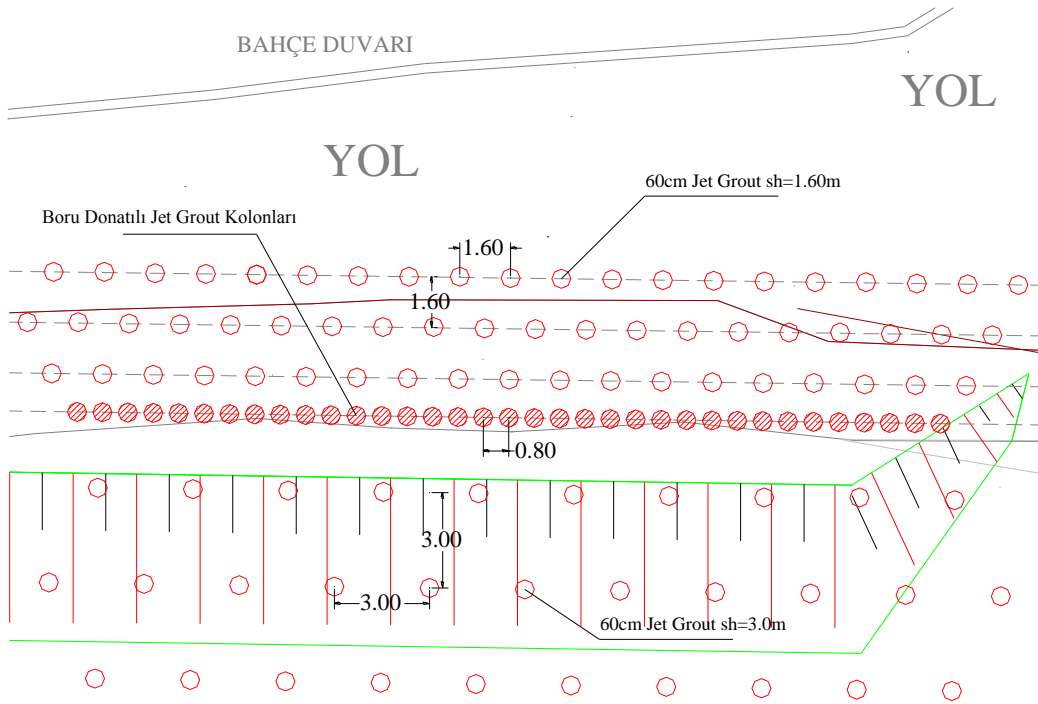 BAHÇE DUVARI
YOL
YOL
60cm Jet Grout sh=1.60m
Boru Donatılı Jet Grout Kolonları
1.60
1.60
0.80
3.00
3.00
60cm Jet Grout sh=3.0m